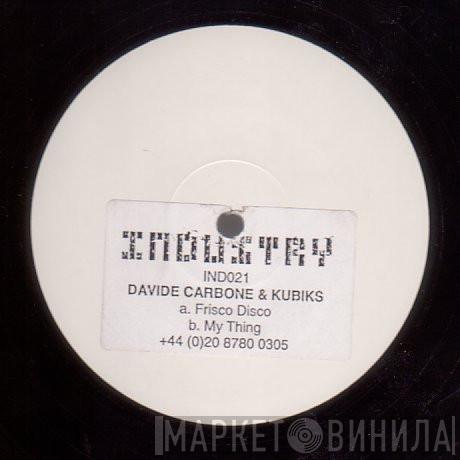 INDUSTRY
IND021
DAVIDE CARBONE & KUBIKS
a. Frisco Disco
b. My Thing
+44 (0)20 8780 0305
МАРКЕТ ВИНИЛА